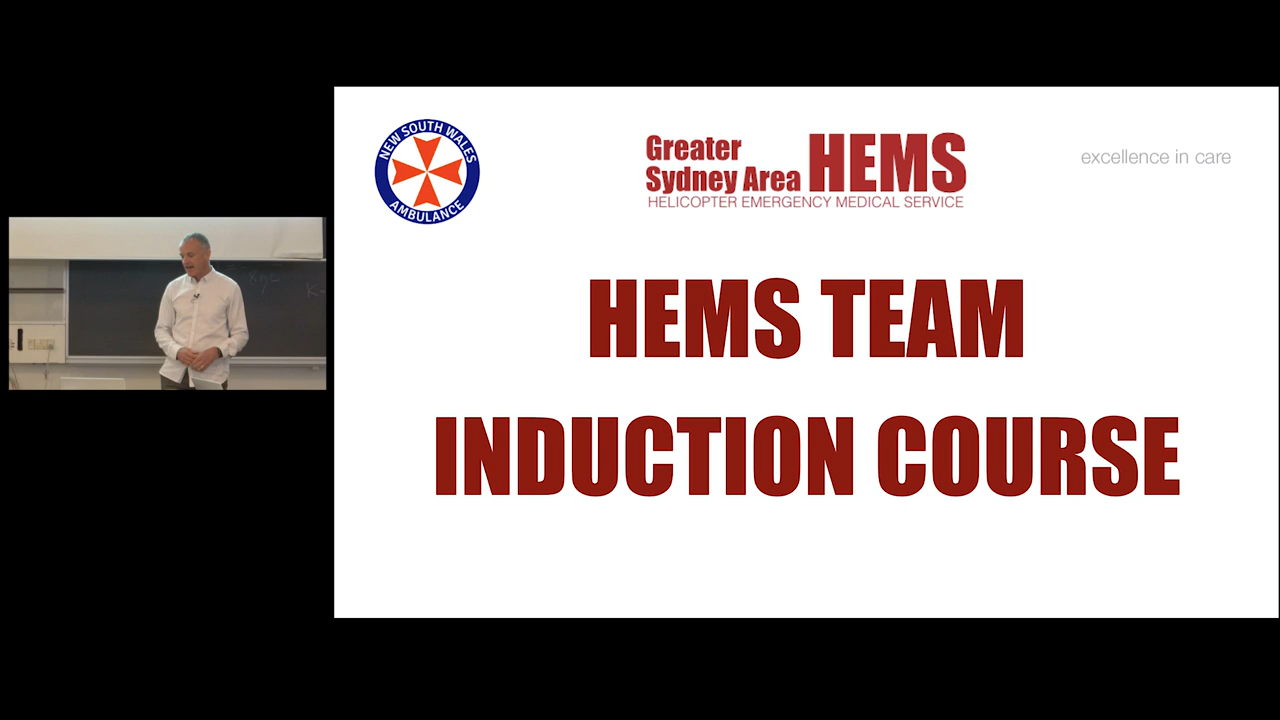 NEW SOUTH WALES
AMBULANCE
Greater
Sydney Area HEMS
HELICOPTER EMERGENCY MEDICAL SERVICE
excellence in care
HEMS TEAM
INDUCTION COURSE